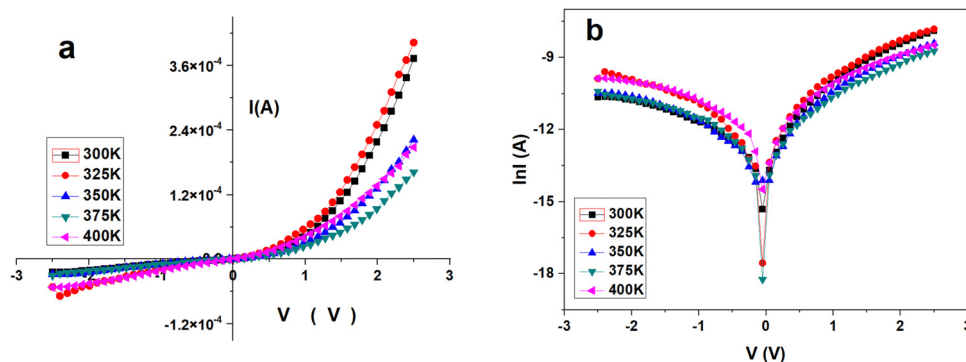 a
I(A)
3.6×10⁻⁴
2.4×10⁻⁴
1.2×10⁻⁴
0.0
-1.2×10⁻⁴
-3 -2 -1 0 1 2 3
V (V)
300K
325K
350K
375K
400K
b
lnI (A)
-9
-12
-15
-18
-3 -2 -1 0 1 2 3
V (V)
300K
325K
350K
375K
400K